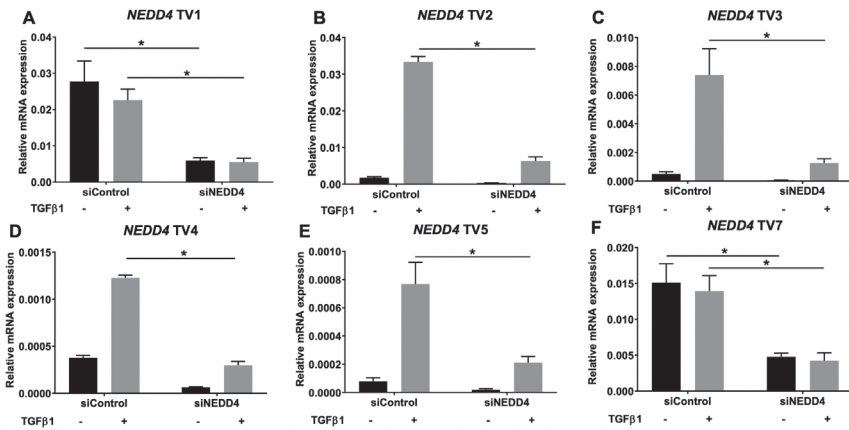 A
NEDD4 TV1
Relative mRNA expression
0.04
0.03
0.02
0.01
0.00
*
*
siControl
siNEDD4
TGFβ1 - + - +
B
NEDD4 TV2
Relative mRNA expression
0.04
0.03
0.02
0.01
0.00
*
siControl
siNEDD4
TGFβ1 - + - +
C
NEDD4 TV3
Relative mRNA expression
0.010
0.008
0.006
0.004
0.002
0.000
*
siControl
siNEDD4
TGFβ1 - + - +
D
NEDD4 TV4
Relative mRNA expression
0.0015
0.0010
0.0005
0.0000
*
siControl
siNEDD4
TGFβ1 - + - +
E
NEDD4 TV5
Relative mRNA expression
0.0010
0.0008
0.0006
0.0004
0.0002
0.0000
*
siControl
siNEDD4
TGFβ1 - + - +
F
NEDD4 TV7
Relative mRNA expression
0.020
0.015
0.010
0.005
0.000
*
*
siControl
siNEDD4
TGFβ1 - + - +